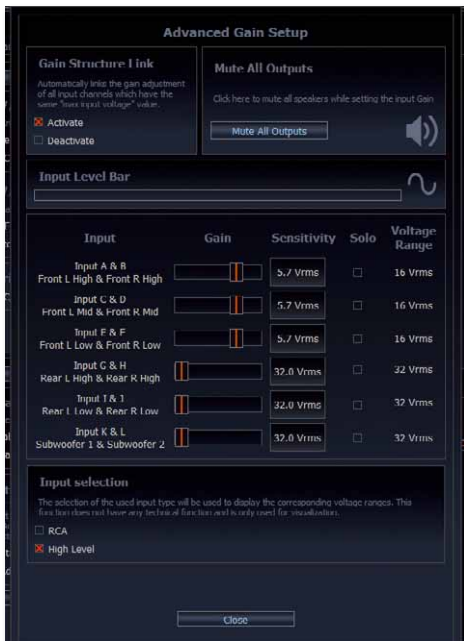 Advanced Gain Setup
Gain Structure Link
Automatically links the gain adjustment
of all input channels which have the
same "max input voltage" value.
Activate
Deactivate
Mute All Outputs
Click here to mute all speakers while setting the input Gain
Mute All Outputs
Input Level Bar
Input Gain Sensitivity Solo Voltage Range
Input A & B
Front L High & Front R High
5.7 Vrms 16 Vrms
Input C & D
Front L Mid & Front R Mid
5.7 Vrms 16 Vrms
Input E & F
Front L Low & Front R Low
5.7 Vrms 16 Vrms
Input G & H
Rear L High & Rear R High
32.0 Vrms 32 Vrms
Input I & J
Rear L Low & Rear R Low
32.0 Vrms 32 Vrms
Input K & L
Subwoofer 1 & Subwoofer 2
32.0 Vrms 32 Vrms
Input selection
The selection of the used input type will be used to display the corresponding voltage ranges. This
function does not have any technical function and is only used for visualization.
RCA
High Level
Close